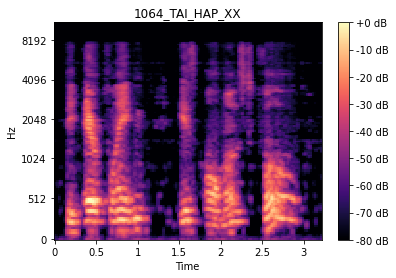 1064_TAI_HAP_XX
+0 dB
8192
-10 dB
-20 dB
4096
-30 dB
Hz
2048
-40 dB
1024
-50 dB
-60 dB
512
-70 dB
0
-80 dB
0 0.5 1 1.5 2 2.5 3
Time